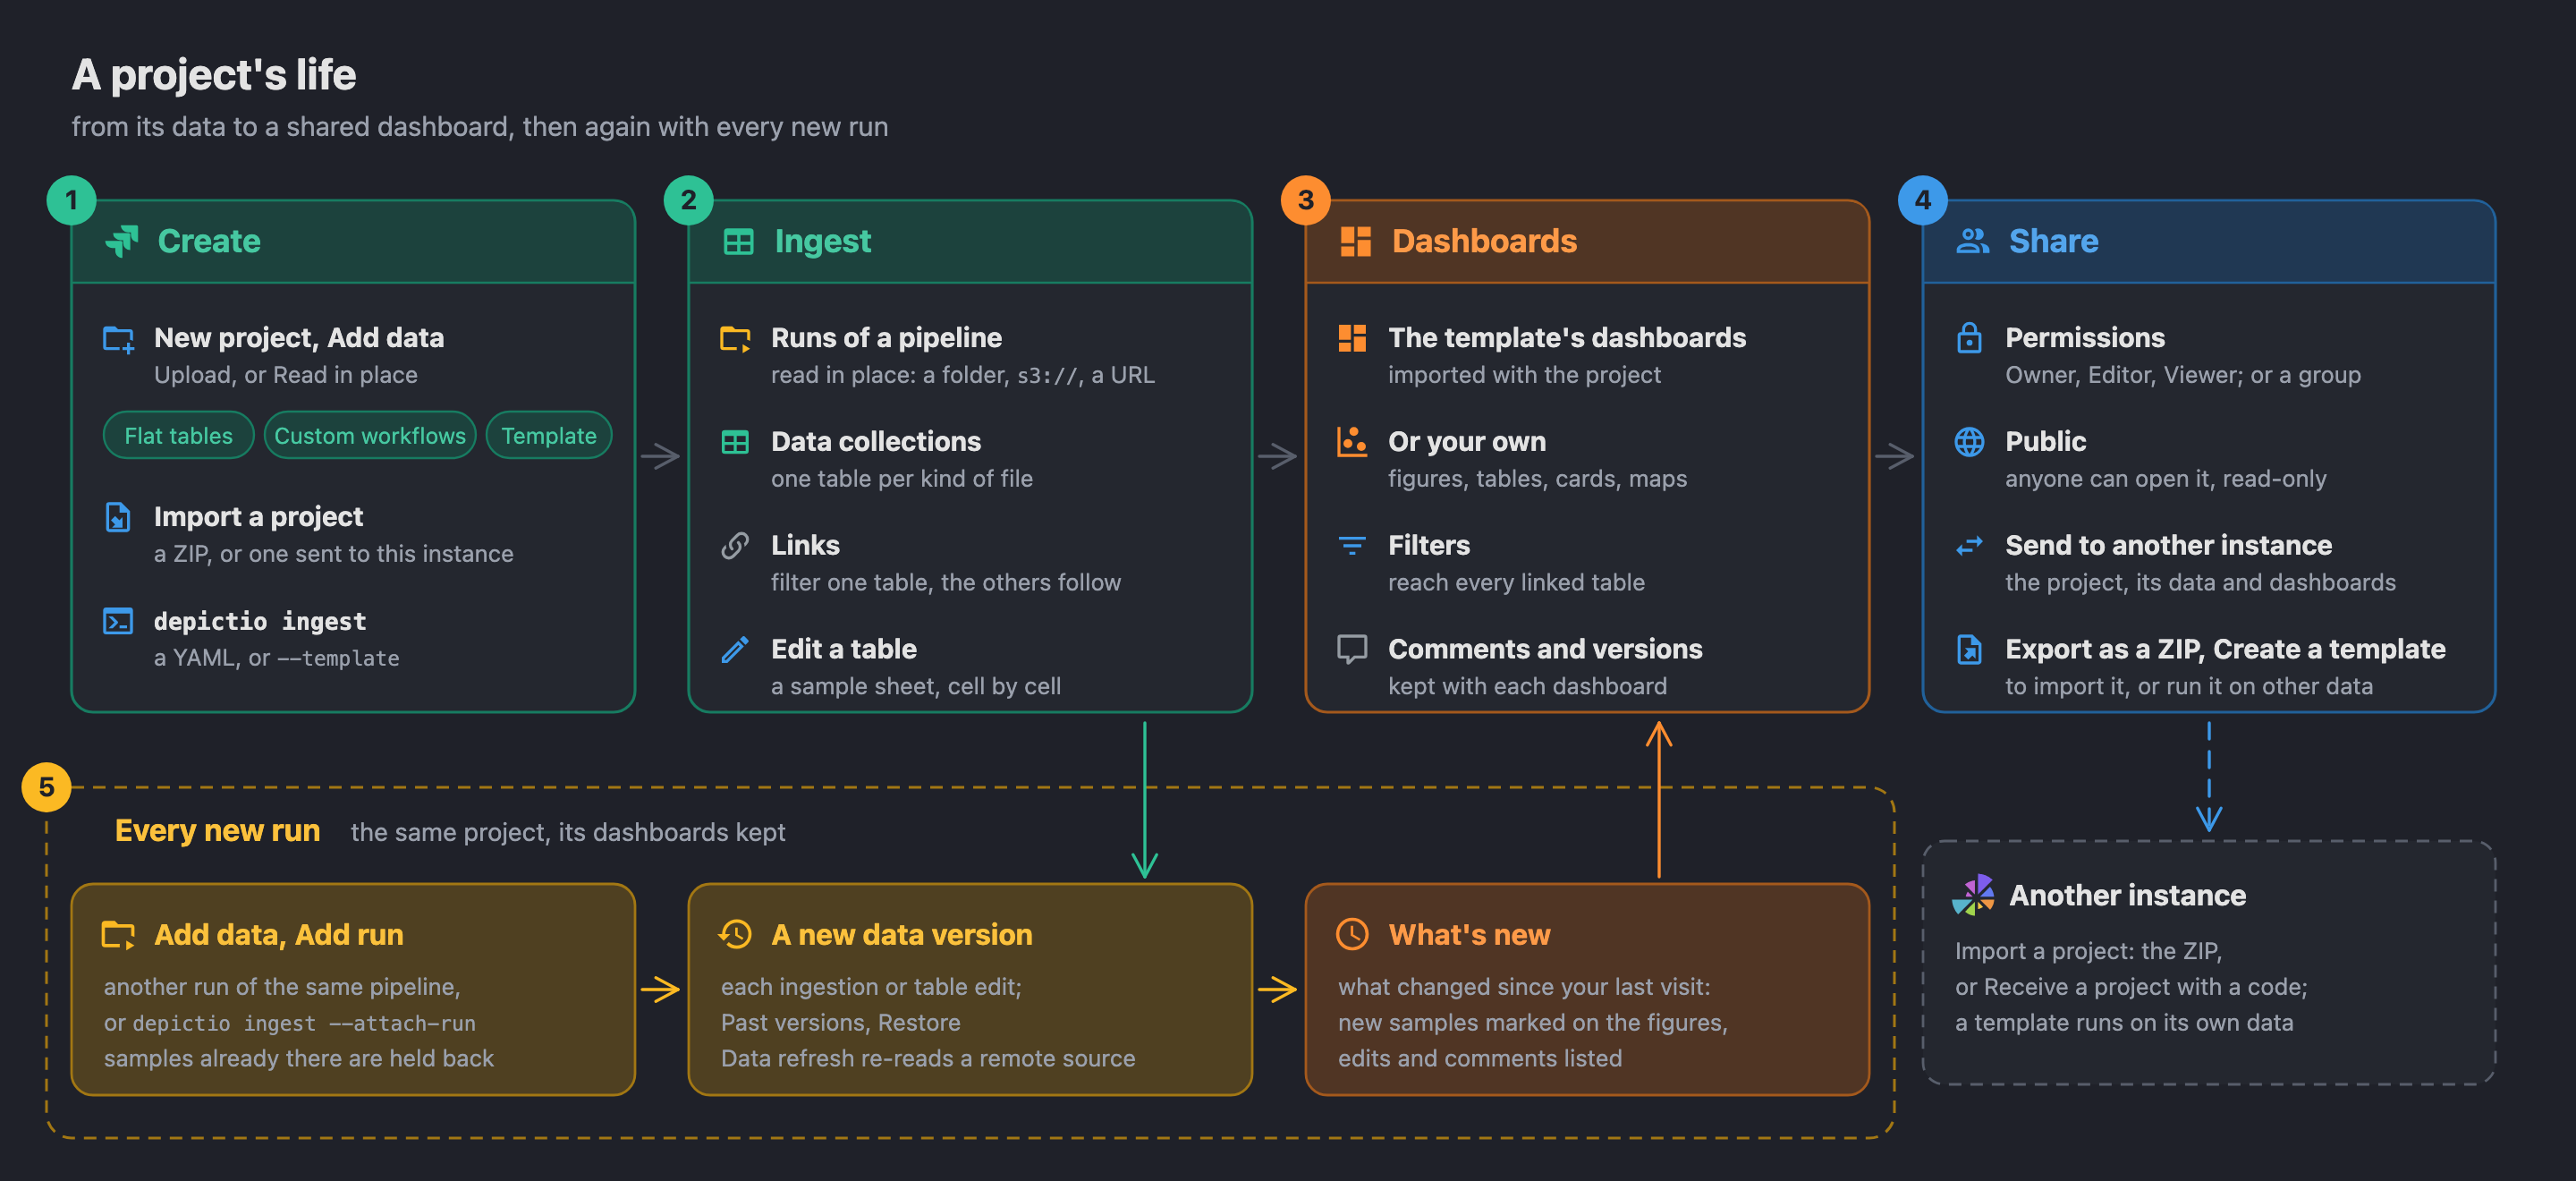 A project's life
from its data to a shared dashboard, then again with every new run
1
Create
New project, Add data
Upload, or Read in place
Flat tables
Custom workflows
Template
Import a project
a ZIP, or one sent to this instance
depictio ingest
a YAML, or --template
2
Ingest
Runs of a pipeline
read in place: a folder, s3://, a URL
Data collections
one table per kind of file
Links
filter one table, the others follow
Edit a table
a sample sheet, cell by cell
3
Dashboards
The template's dashboards
imported with the project
Or your own
figures, tables, cards, maps
Filters
reach every linked table
Comments and versions
kept with each dashboard
4
Share
Permissions
Owner, Editor, Viewer; or a group
Public
anyone can open it, read-only
Send to another instance
the project, its data and dashboards
Export as a ZIP, Create a template
to import it, or run it on other data
5
Every new run
the same project, its dashboards kept
Add data, Add run
another run of the same pipeline,
or depictio ingest --attach-run
samples already there are held back
A new data version
each ingestion or table edit;
Past versions, Restore
Data refresh re-reads a remote source
What's new
what changed since your last visit:
new samples marked on the figures,
edits and comments listed
Another instance
Import a project: the ZIP,
or Receive a project with a code;
a template runs on its own data